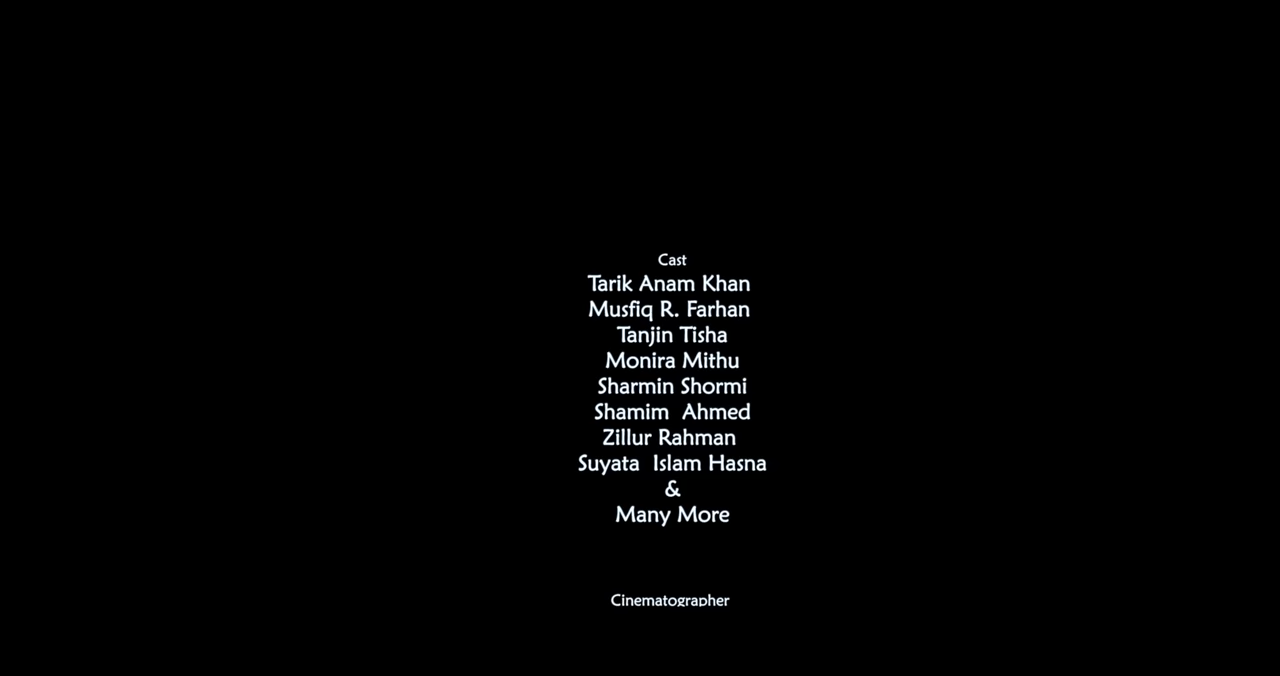 Cast
Tarik Anam Khan
Musfiq R. Farhan
Tanjin Tisha
Monira Mithu
Sharmin Shormi
Shamim Ahmed
Zillur Rahman
Suyata Islam Hasna
&
Many More
Cinematographer